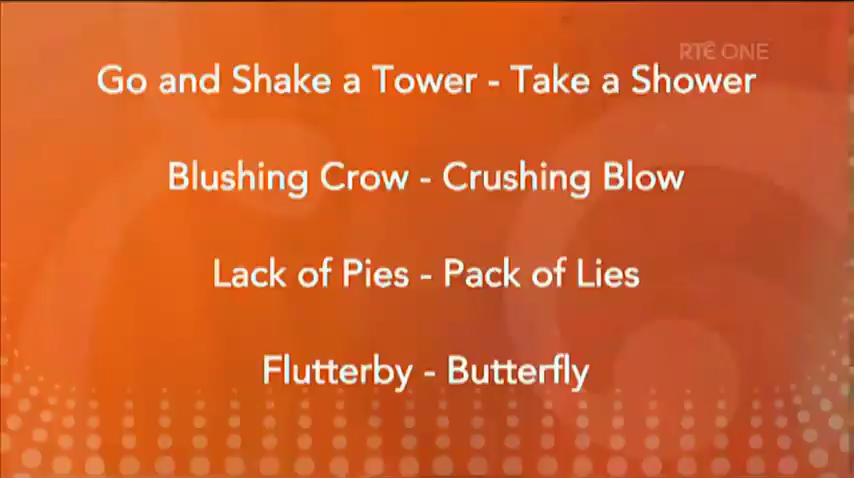 RTÉ ONE
Go and Shake a Tower - Take a Shower
Blushing Crow - Crushing Blow
Lack of Pies - Pack of Lies
Flutterby - Butterfly